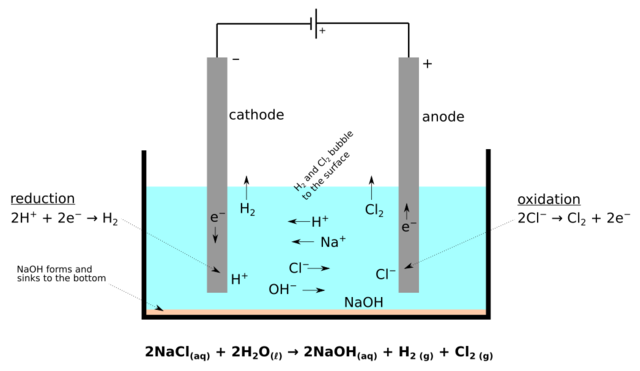 +
−
+
cathode
anode
H₂ and Cl₂ bubble
to the surface
reduction
2H⁺ + 2e⁻ → H₂
oxidation
2Cl⁻ → Cl₂ + 2e⁻
H₂
Cl₂
e⁻
e⁻
H⁺
Na⁺
Cl⁻
OH⁻
H⁺
Cl⁻
NaOH forms and
sinks to the bottom
NaOH
2NaCl₍aq₎ + 2H₂O₍ℓ₎ → 2NaOH₍aq₎ + H₂ ₍g₎ + Cl₂ ₍g₎